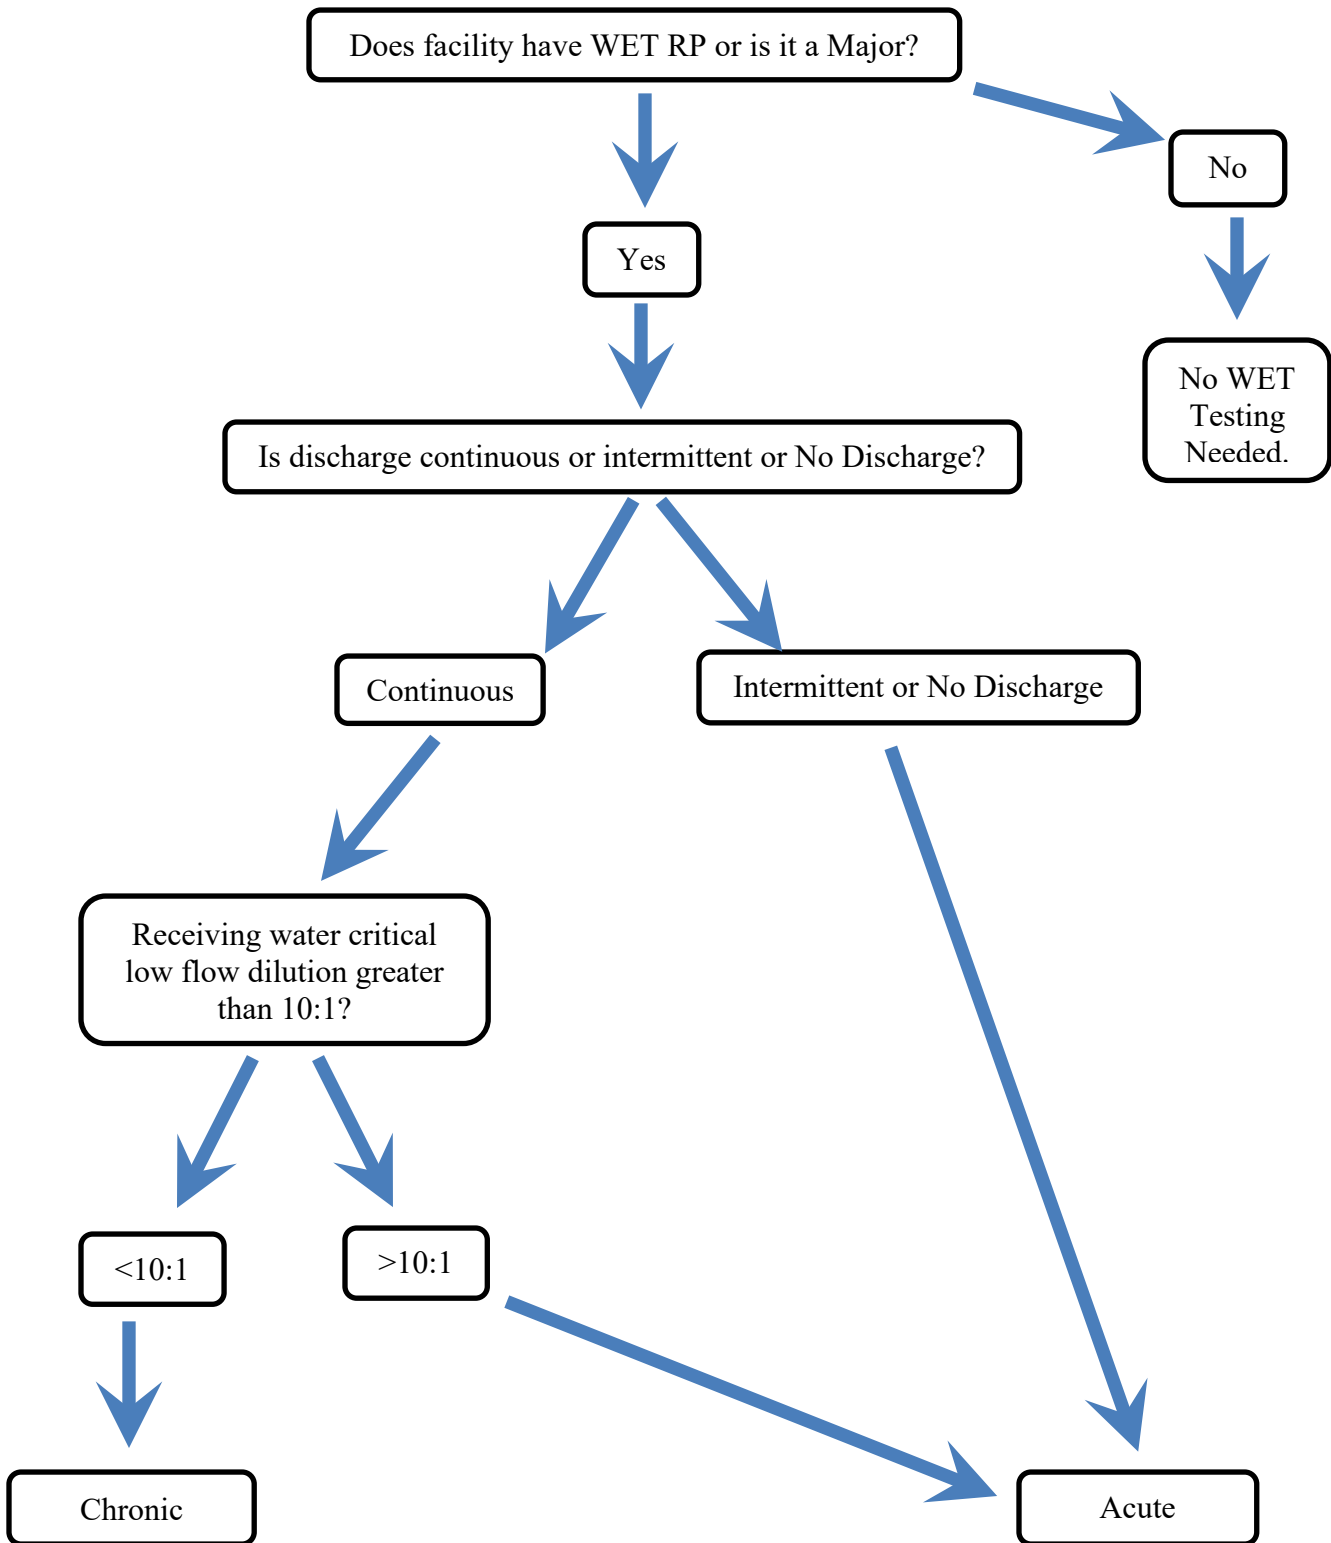 Does facility have WET RP or is it a Major?
No
Yes
No WET
Testing
Needed.
Is discharge continuous or intermittent or No Discharge?
Continuous
Intermittent or No Discharge
Receiving water critical
low flow dilution greater
than 10:1?
<10:1
>10:1
Chronic
Acute